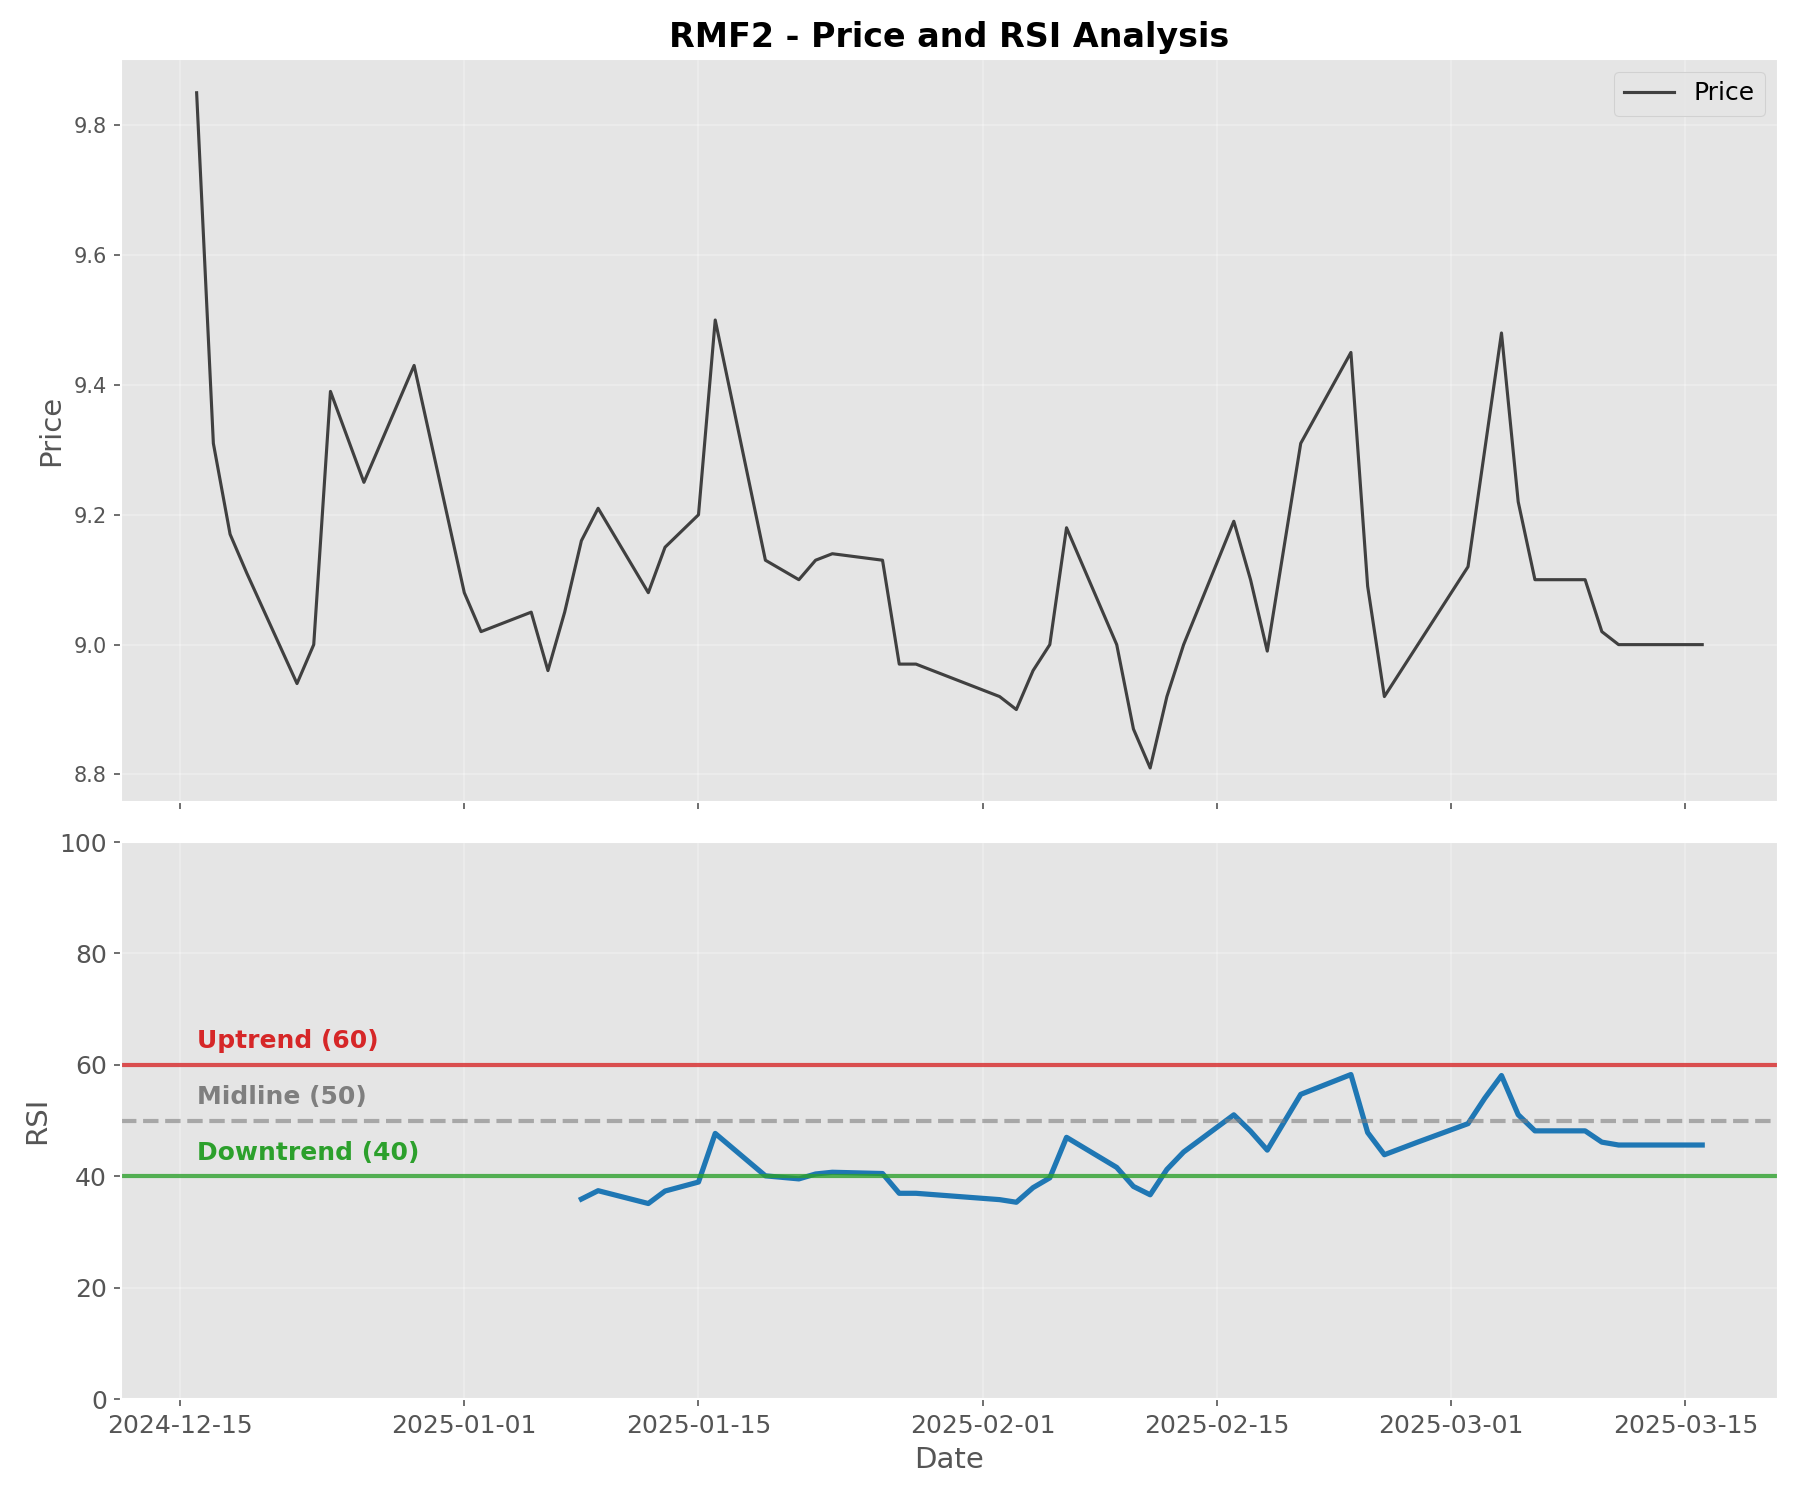 RMF2 - Price and RSI Analysis
Price
9.8
9.6
9.4
9.2
9.0
8.8
Price
100
80
60
40
20
0
RSI
Uptrend (60)
Midline (50)
Downtrend (40)
2024-12-15
2025-01-01
2025-01-15
2025-02-01
2025-02-15
2025-03-01
2025-03-15
Date